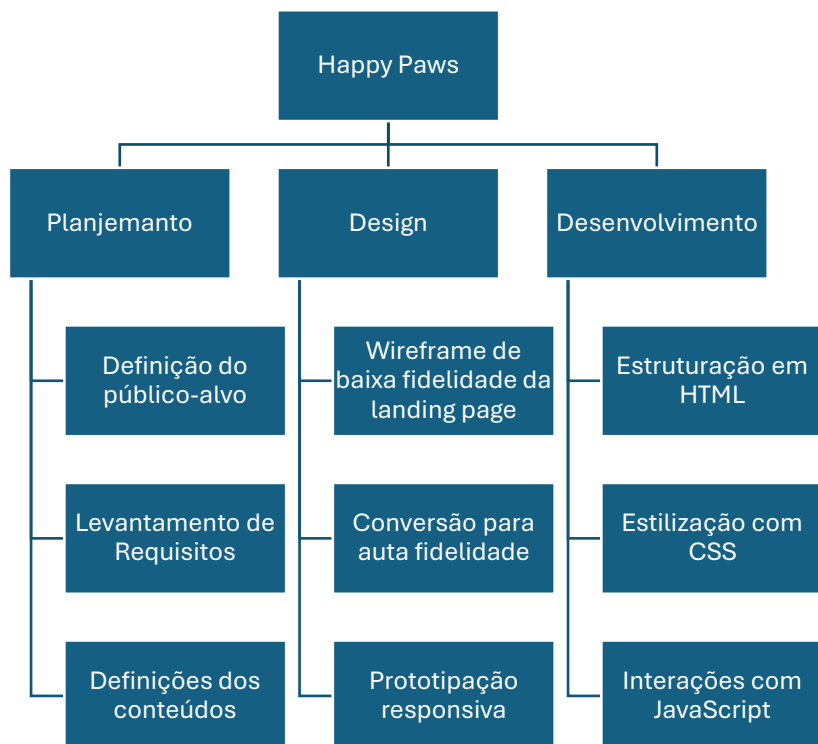 Happy Paws
Planjemanto
Design
Desenvolvimento
Definição do
público-alvo
Wireframe de
baixa fidelidade da
landing page
Estruturação em
HTML
Levantamento de
Requisitos
Conversão para
auta fidelidade
Estilização com
CSS
Definições dos
conteúdos
Prototipação
responsiva
Interações com
JavaScript